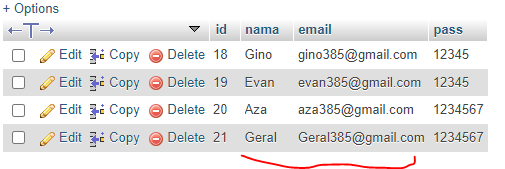 + Options
←T→ id nama email pass
Edit Copy Delete 18 Gino gino385@gmail.com 12345
Edit Copy Delete 19 Evan evan385@gmail.com 12345
Edit Copy Delete 20 Aza aza385@gmail.com 1234567
Edit Copy Delete 21 Geral Geral385@gmail.com 1234567